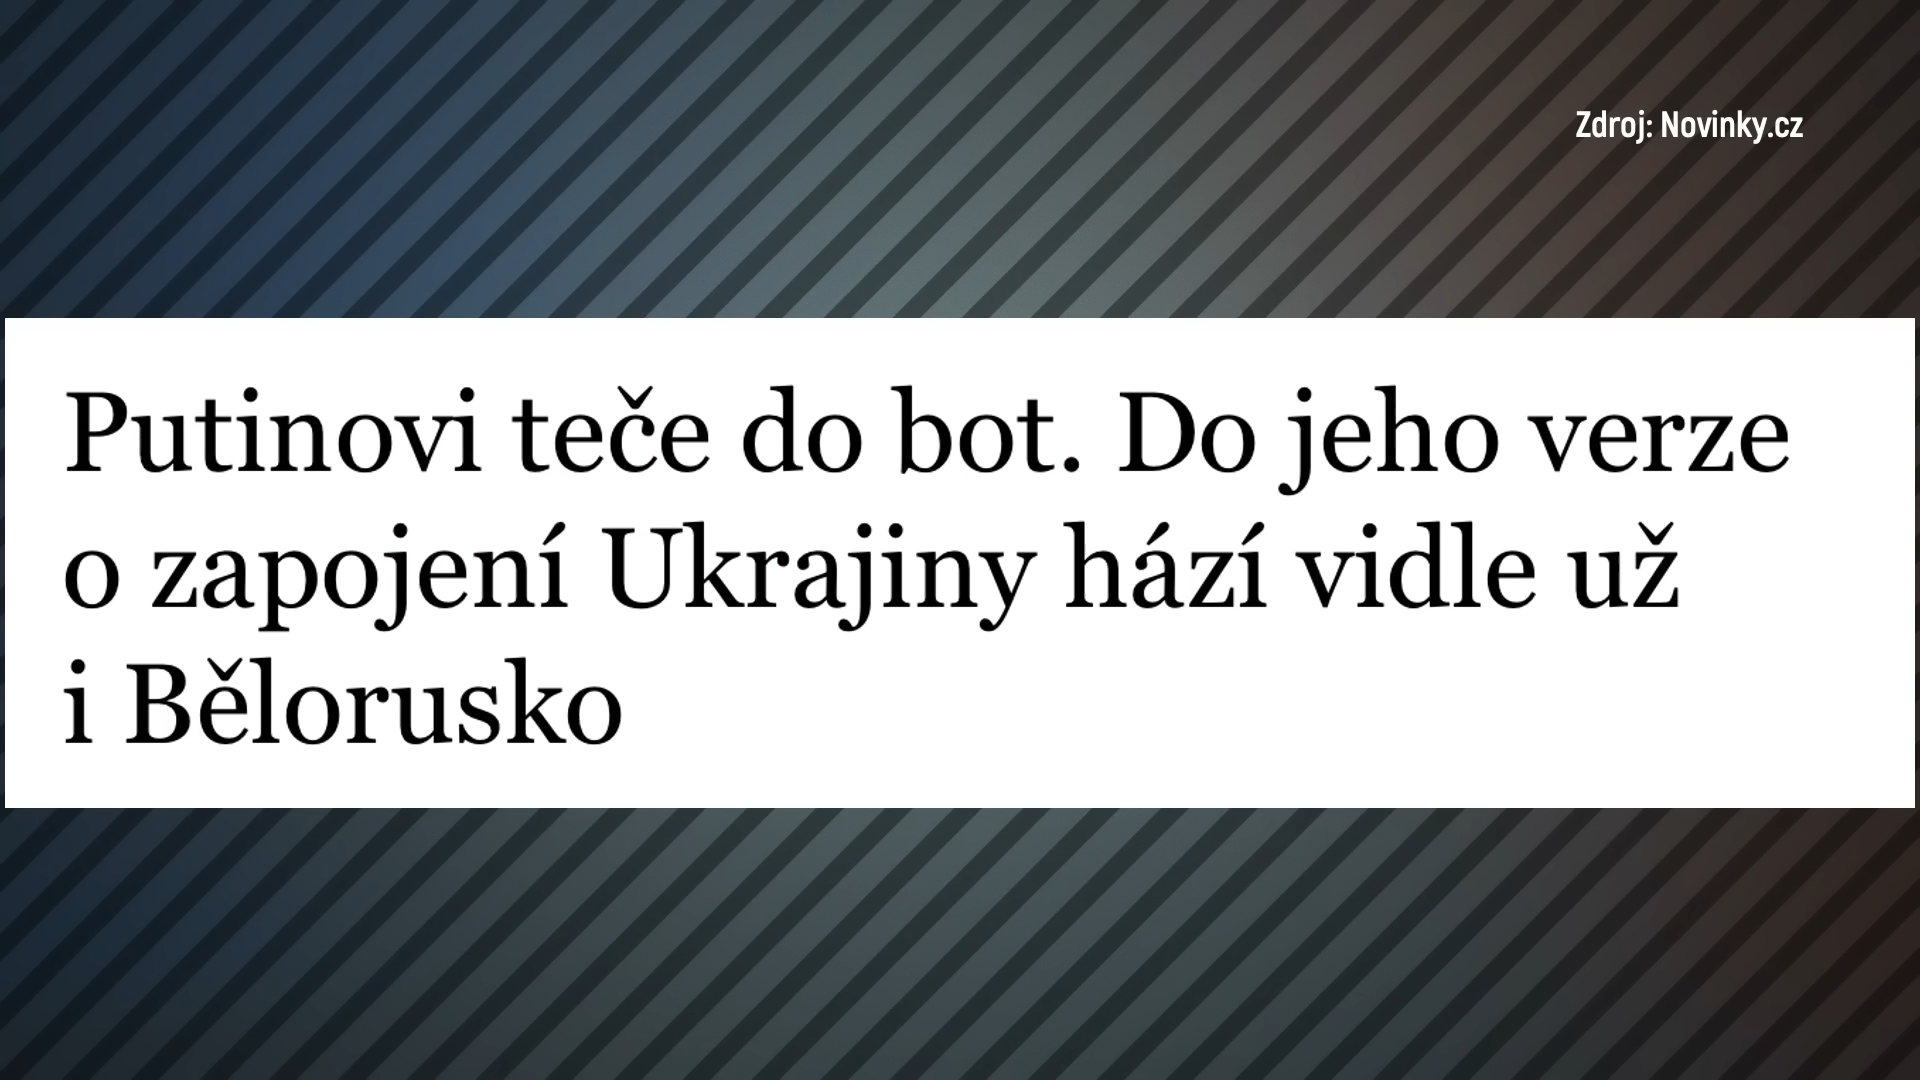 Zdroj: Novinky.cz
Putinovi teče do bot. Do jeho verze
o zapojení Ukrajiny hází vidle už
i Bělorusko